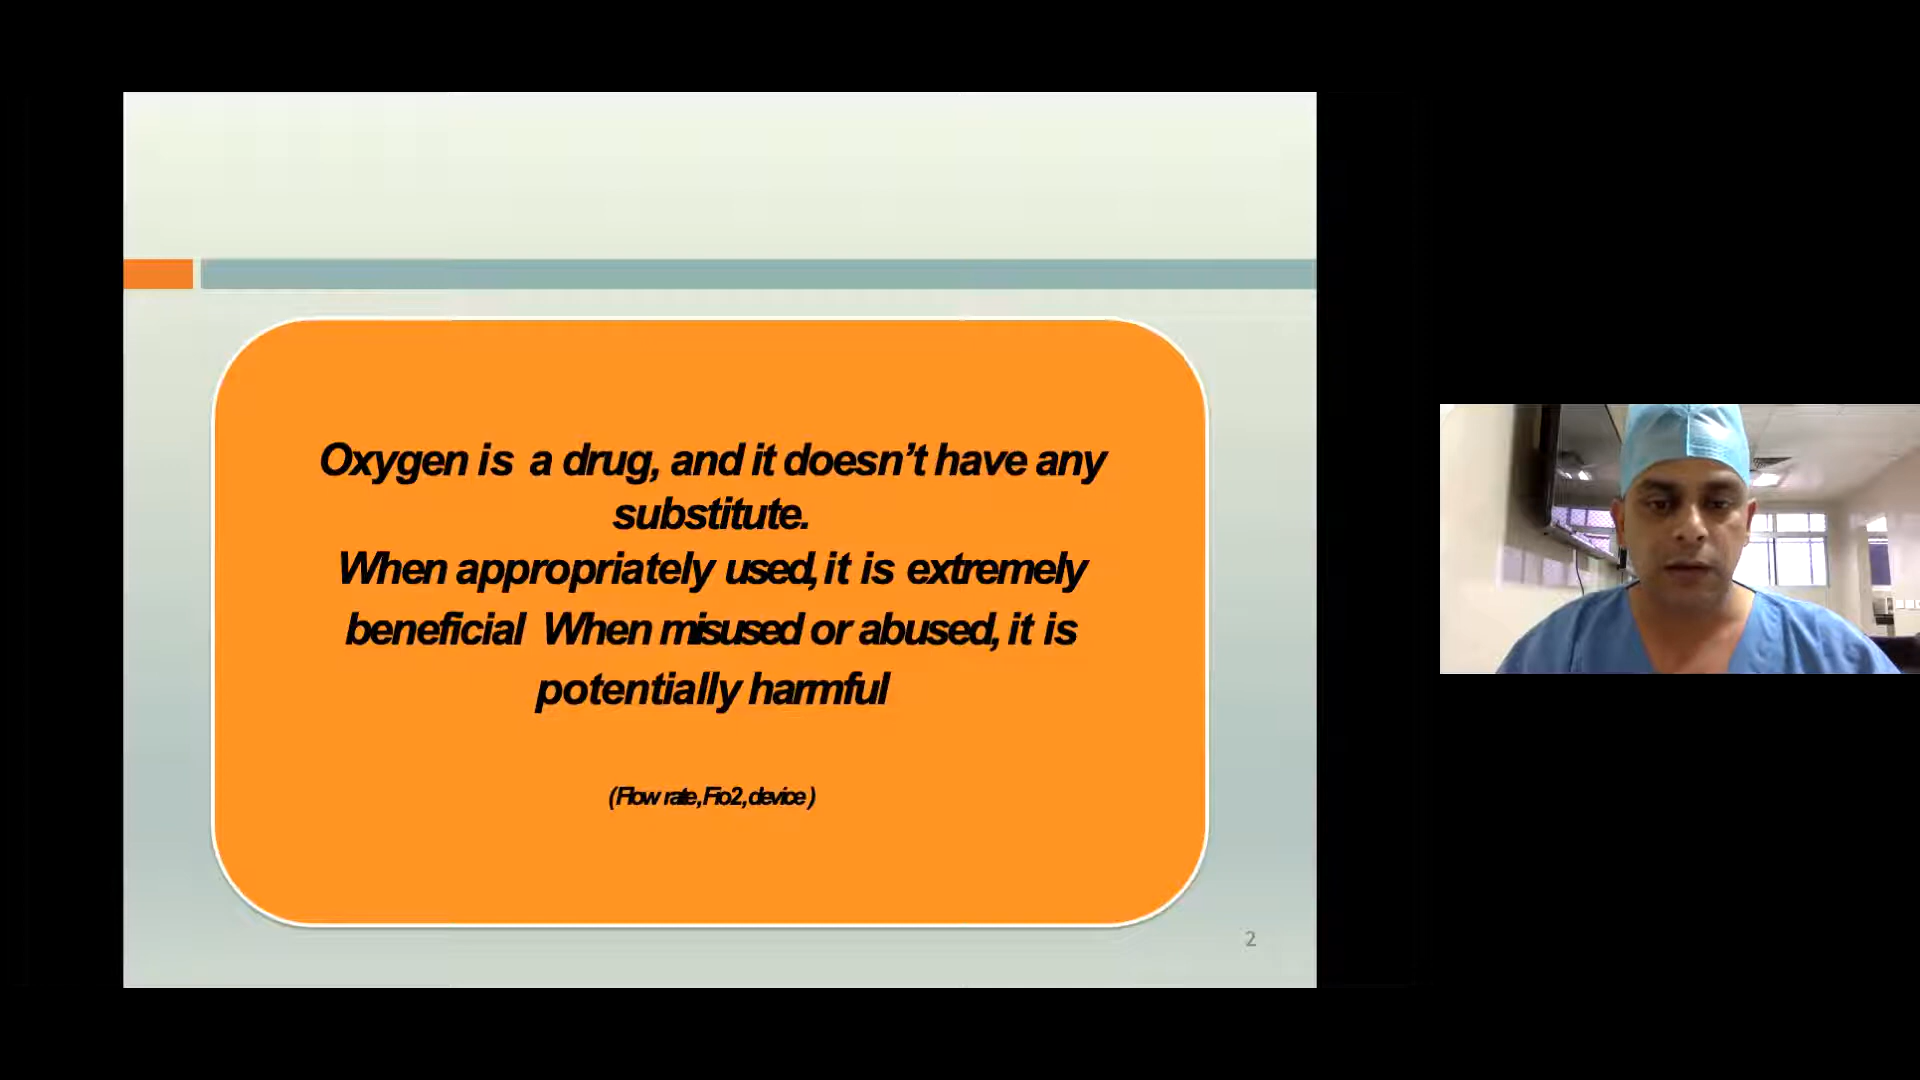 Oxygen is a drug, and it doesn’t have any
substitute.
When appropriately used, it is extremely
beneficial When misused or abused, it is
potentially harmful
(Flow rate, Fio2, device)
2